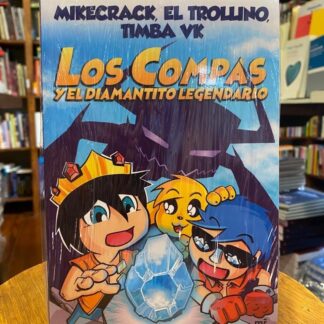 MIKECRACK, EL TROLLINO,
TIMBA VK
LOS COMPAS
Y EL DIAMANTITO LEGENDARIO